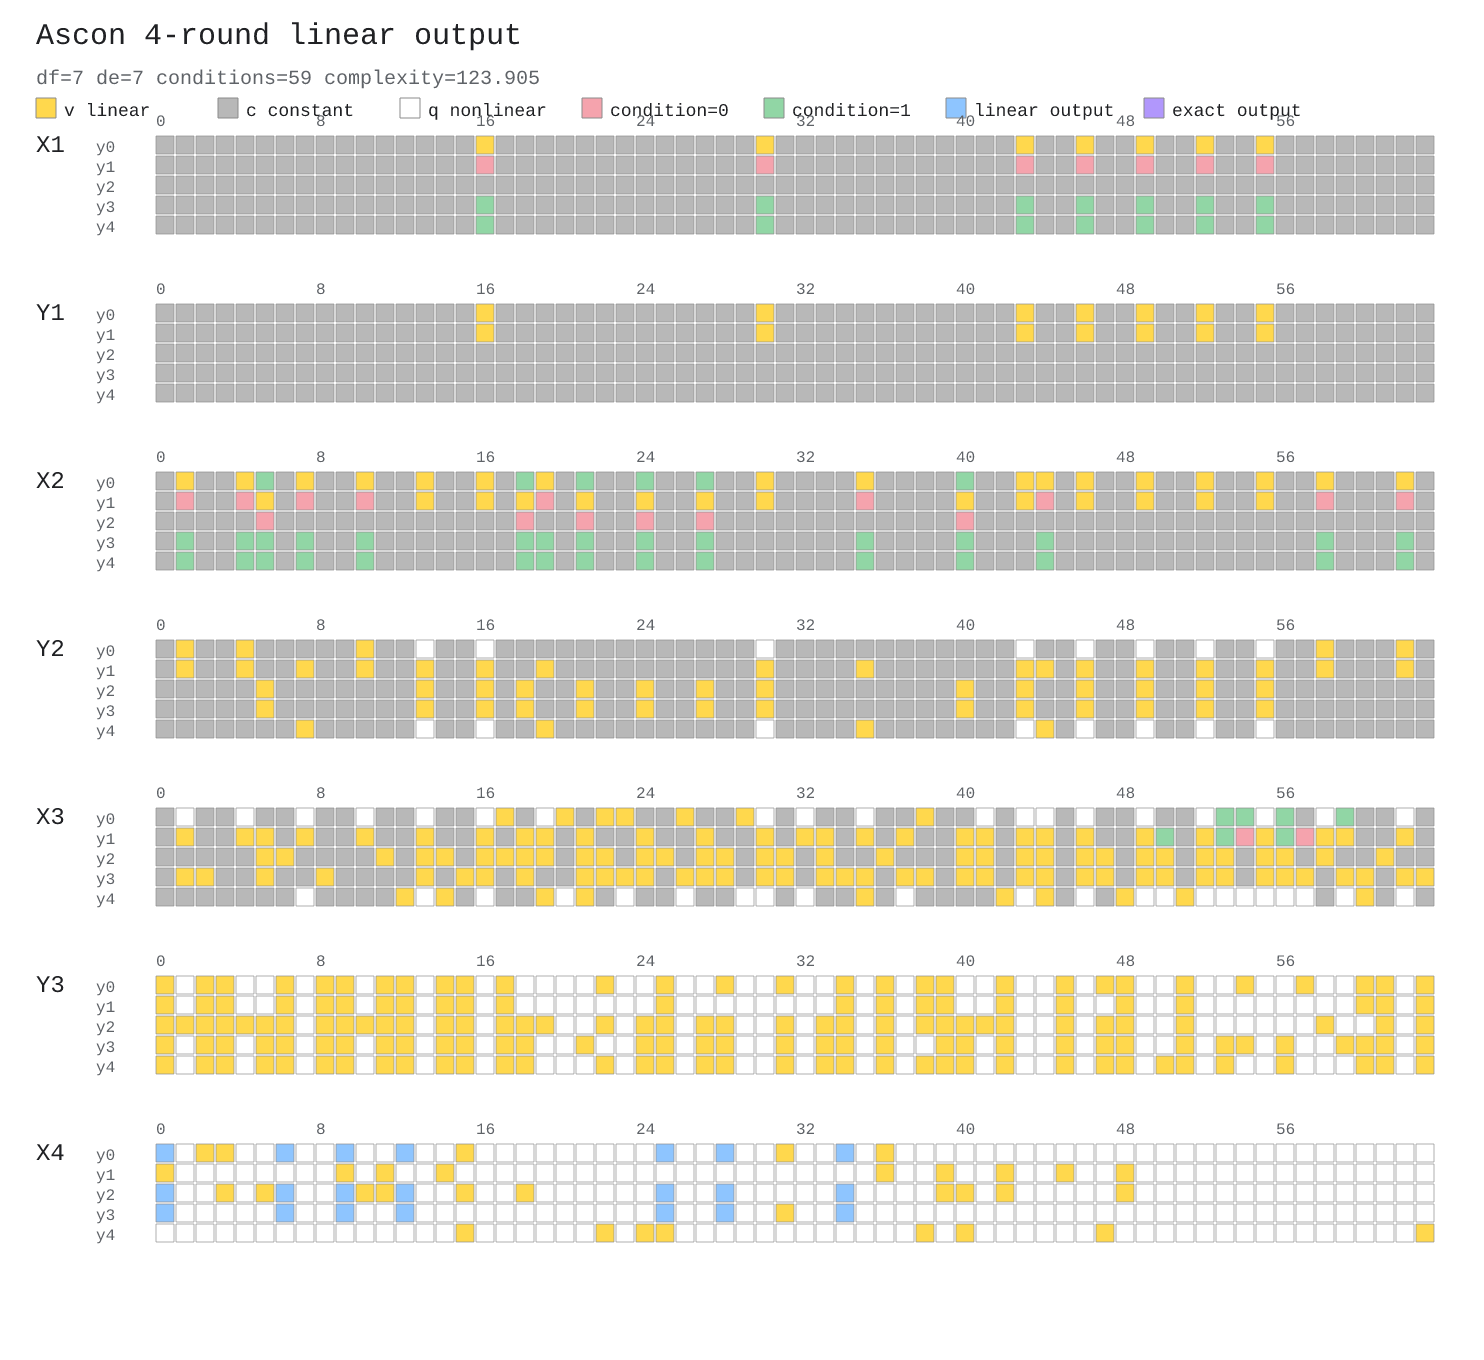 Ascon 4-round linear output
df=7 de=7 conditions=59 complexity=123.905
v linear c constant q nonlinear condition=0 condition=1 linear output exact output
0 8 16 24 32 40 48 56
X1 y0
y1
y2
y3
y4
0 8 16 24 32 40 48 56
Y1 y0
y1
y2
y3
y4
0 8 16 24 32 40 48 56
X2 y0
y1
y2
y3
y4
0 8 16 24 32 40 48 56
Y2 y0
y1
y2
y3
y4
0 8 16 24 32 40 48 56
X3 y0
y1
y2
y3
y4
0 8 16 24 32 40 48 56
Y3 y0
y1
y2
y3
y4
0 8 16 24 32 40 48 56
X4 y0
y1
y2
y3
y4